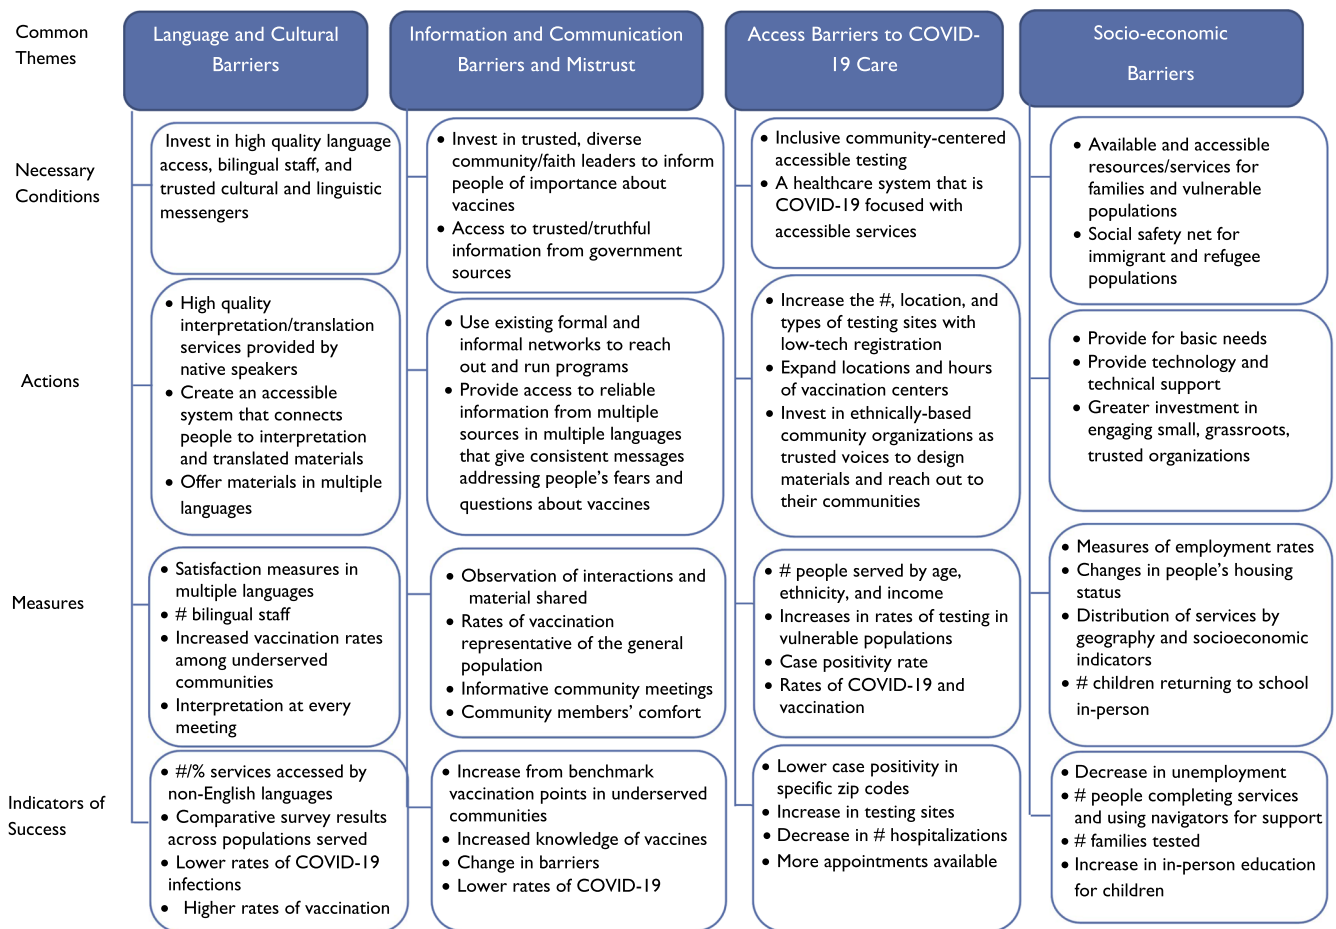 Common
Themes
Language and Cultural
Barriers
Information and Communication
Barriers and Mistrust
Access Barriers to COVID-
19 Care
Socio-economic
Barriers
Necessary
Conditions
Invest in high quality language
access, bilingual staff, and
trusted cultural and linguistic
messengers
• Invest in trusted, diverse
community/faith leaders to inform
people of importance about
vaccines
• Access to trusted/truthful
information from government
sources
• Inclusive community-centered
accessible testing
• A healthcare system that is
COVID-19 focused with
accessible services
• Available and accessible
resources/services for
families and vulnerable
populations
• Social safety net for
immigrant and refugee
populations
Actions
• High quality
interpretation/translation
services provided by
native speakers
• Create an accessible
system that connects
people to interpretation
and translated materials
• Offer materials in multiple
languages
• Use existing formal and
informal networks to reach
out and run programs
• Provide access to reliable
information from multiple
sources in multiple languages
that give consistent messages
addressing people's fears and
questions about vaccines
• Increase the #, location, and
types of testing sites with
low-tech registration
• Expand locations and hours
of vaccination centers
• Invest in ethnically-based
community organizations as
trusted voices to design
materials and reach out to
their communities
• Provide for basic needs
• Provide technology and
technical support
• Greater investment in
engaging small, grassroots,
trusted organizations
Measures
• Satisfaction measures in
multiple languages
• # bilingual staff
• Increased vaccination rates
among underserved
communities
• Interpretation at every
meeting
• Observation of interactions and
material shared
• Rates of vaccination
representative of the general
population
• Informative community meetings
• Community members' comfort
• # people served by age,
ethnicity, and income
• Increases in rates of testing in
vulnerable populations
• Case positivity rate
• Rates of COVID-19 and
vaccination
• Measures of employment rates
• Changes in people's housing
status
• Distribution of services by
geography and socioeconomic
indicators
• # children returning to school
in-person
Indicators of
Success
• #/% services accessed by
non-English languages
• Comparative survey results
across populations served
• Lower rates of COVID-19
infections
• Higher rates of vaccination
• Increase from benchmark
vaccination points in underserved
communities
• Increased knowledge of vaccines
• Change in barriers
• Lower rates of COVID-19
• Lower case positivity in
specific zip codes
• Increase in testing sites
• Decrease in # hospitalizations
• More appointments available
• Decrease in unemployment
• # people completing services
and using navigators for support
• # families tested
• Increase in in-person education
for children